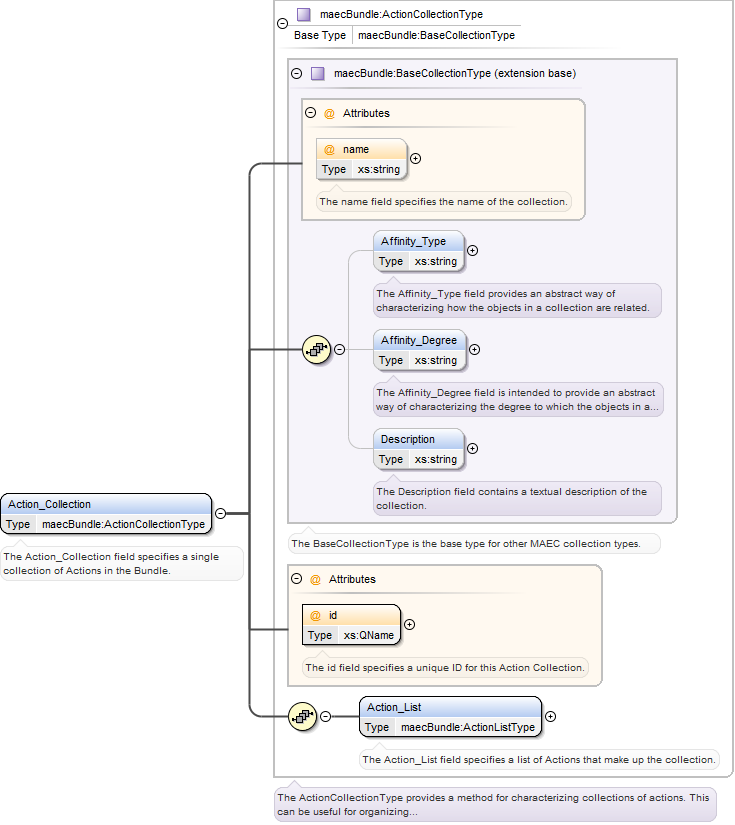 maecBundle:ActionCollectionType
Base Type maecBundle:BaseCollectionType
maecBundle:BaseCollectionType (extension base)
@ Attributes
@ name
Type xs:string
The name field specifies the name of the collection.
Affinity_Type
Type xs:string
The Affinity_Type field provides an abstract way of
characterizing how the objects in a collection are related.
Affinity_Degree
Type xs:string
The Affinity_Degree field is intended to provide an abstract
way of characterizing the degree to which the objects in a...
Description
Type xs:string
The Description field contains a textual description of the
collection.
Action_Collection
Type maecBundle:ActionCollectionType
The Action_Collection field specifies a single
collection of Actions in the Bundle.
The BaseCollectionType is the base type for other MAEC collection types.
@ Attributes
@ id
Type xs:QName
The id field specifies a unique ID for this Action Collection.
Action_List
Type maecBundle:ActionListType
The Action_List field specifies a list of Actions that make up the collection.
The ActionCollectionType provides a method for characterizing collections of actions. This
can be useful for organizing...